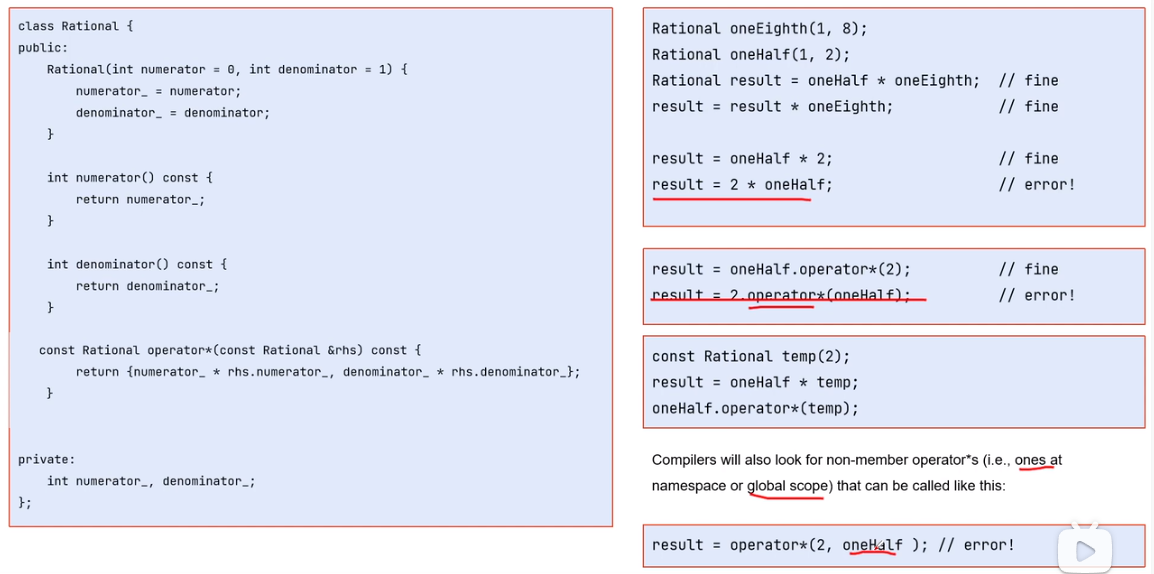 class Rational {
public:
    Rational(int numerator = 0, int denominator = 1) {
        numerator_ = numerator;
        denominator_ = denominator;
    }

    int numerator() const {
        return numerator_;
    }

    int denominator() const {
        return denominator_;
    }

   const Rational operator*(const Rational &rhs) const {
        return {numerator_ * rhs.numerator_, denominator_ * rhs.denominator_};
    }

private:
    int numerator_, denominator_;
};

Rational oneEighth(1, 8);
Rational oneHalf(1, 2);
Rational result = oneHalf * oneEighth;  // fine
result = result * oneEighth;            // fine

result = oneHalf * 2;                   // fine
result = 2 * oneHalf;                   // error!

result = oneHalf.operator*(2);          // fine
result = 2.operator*(oneHalf);          // error!

const Rational temp(2);
result = oneHalf * temp;
oneHalf.operator*(temp);

Compilers will also look for non-member operator*s (i.e., ones at
namespace or global scope) that can be called like this:

result = operator*(2, oneHalf ); // error!